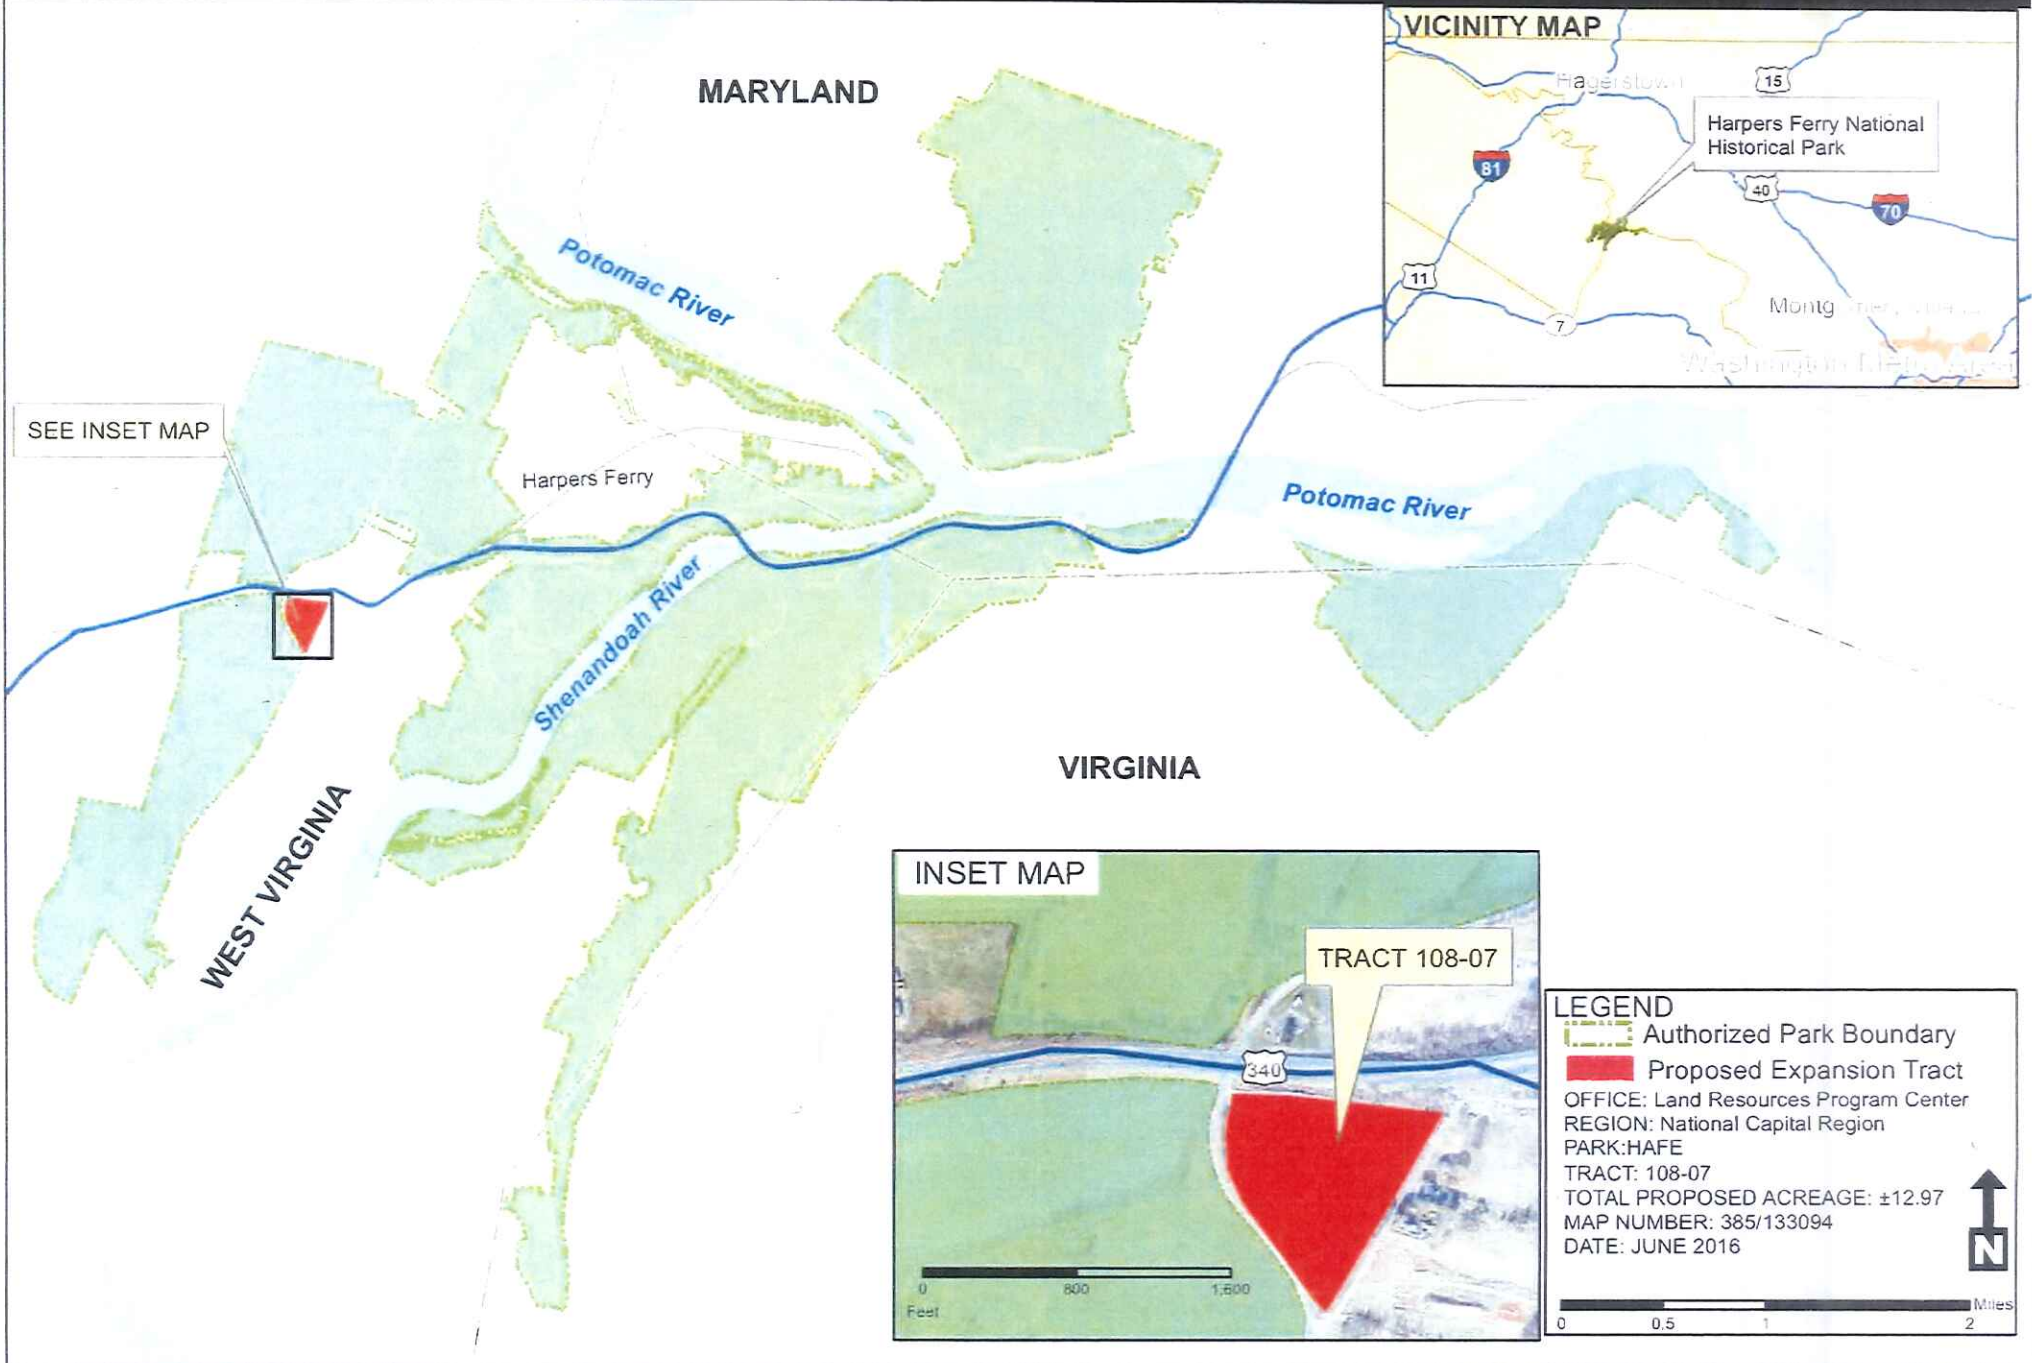 VICINITY MAP
Hagerstown
15
Harpers Ferry National
Historical Park
81
40
70
11
7
Washington Metro Area
MARYLAND
Potomac River
SEE INSET MAP
Harpers Ferry
Potomac River
Shenandoah River
VIRGINIA
WEST VIRGINIA
INSET MAP
TRACT 108-07
340
0 800 1,600
Feet
LEGEND
Authorized Park Boundary
Proposed Expansion Tract
OFFICE: Land Resources Program Center
REGION: National Capital Region
PARK:HAFE
TRACT: 108-07
TOTAL PROPOSED ACREAGE: ±12.97
MAP NUMBER: 385/133094
DATE: JUNE 2016
N
Miles
0 0.5 1 2